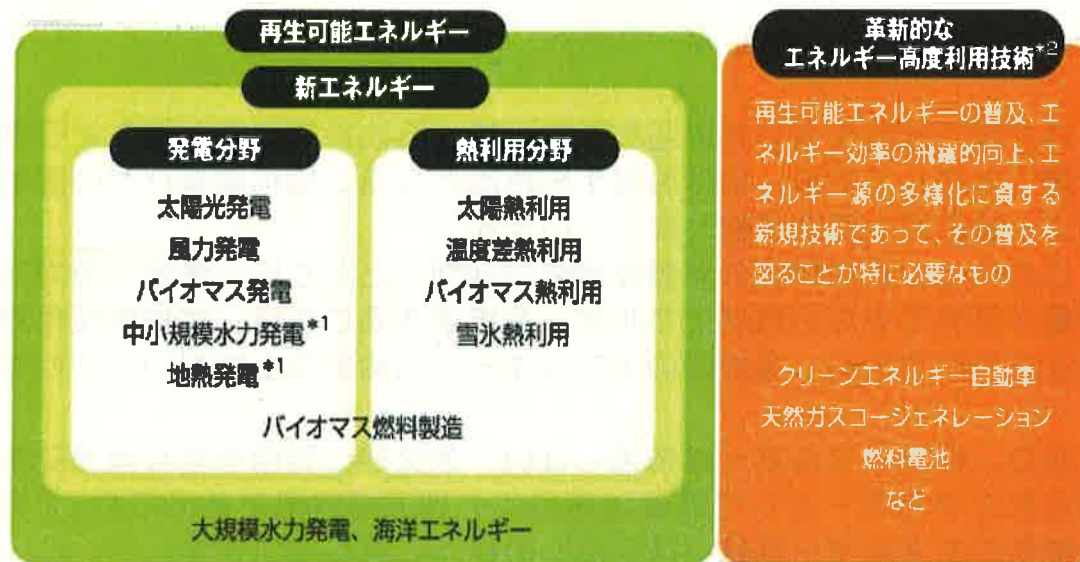 再生可能エネルギー
新エネルギー
発電分野
太陽光発電
風力発電
バイオマス発電
中小規模水力発電*1
地熱発電*1
熱利用分野
太陽熱利用
温度差熱利用
バイオマス熱利用
雪氷熱利用
バイオマス燃料製造
大規模水力発電、海洋エネルギー
革新的な
エネルギー高度利用技術*2
再生可能エネルギーの普及、エ
ネルギー効率の飛躍的向上、エ
ネルギー源の多様化に資する
新規技術であって、その普及を
図ることが特に必要なもの
クリーンエネルギー自動車
天然ガスコージェネレーション
燃料電池
など